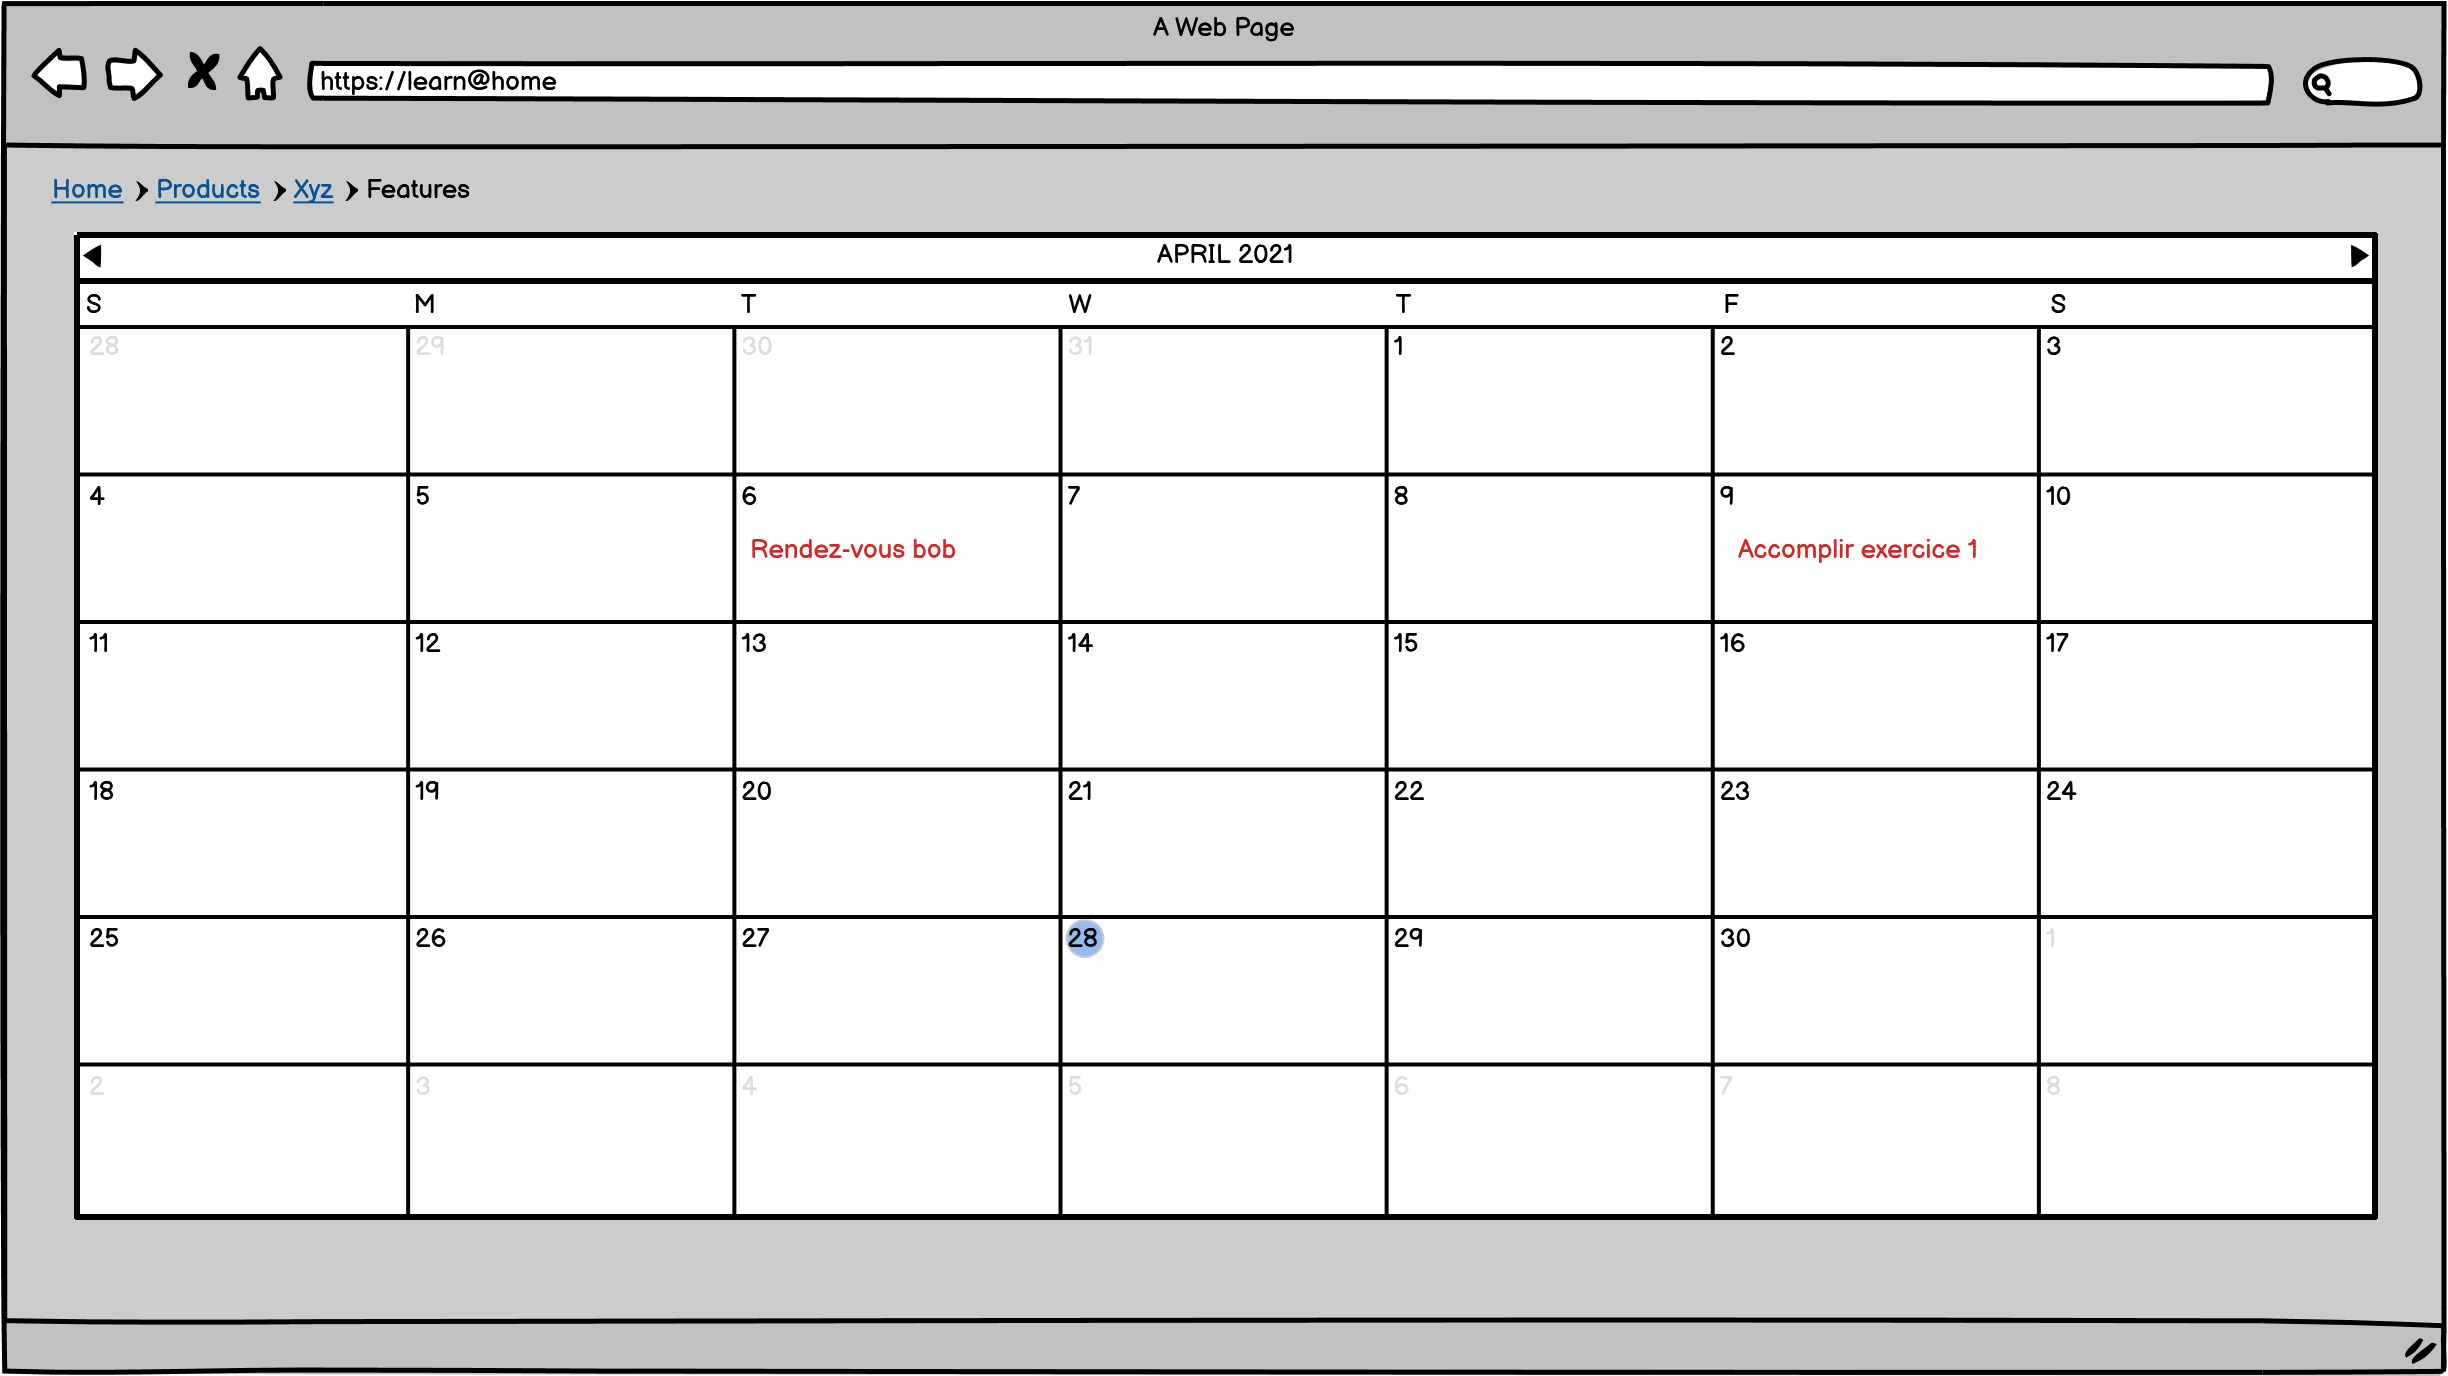 A Web Page
https://learn@home
Home Products Xyz Features
APRIL 2021
S M T W T F S
28 29 30 31 1 2 3
4 5 6 7 8 9 10
Rendez-vous bob Accomplir exercice 1
11 12 13 14 15 16 17
18 19 20 21 22 23 24
25 26 27 28 29 30 1
2 3 4 5 6 7 8